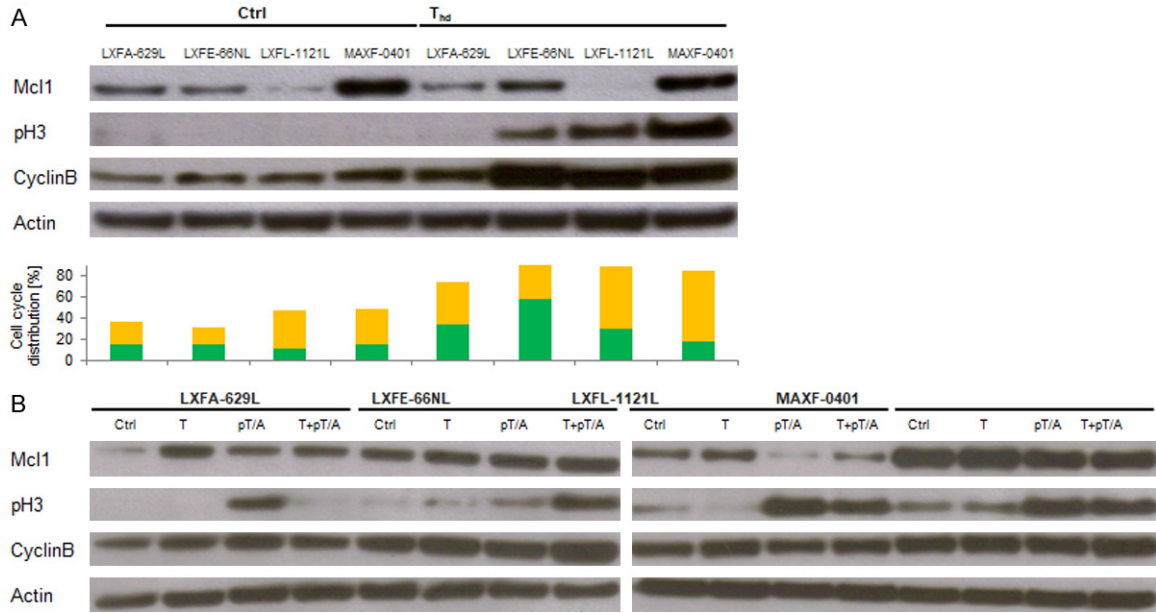 A
Ctrl Thd
LXFA-629L LXFE-66NL LXFL-1121L MAXF-0401 LXFA-629L LXFE-66NL LXFL-1121L MAXF-0401
Mcl1
pH3
CyclinB
Actin
Cell cycle
distribution [%]
80
60
40
20
0
B
LXFA-629L LXFE-66NL LXFL-1121L MAXF-0401
Ctrl T pT/A T+pT/A Ctrl T pT/A T+pT/A Ctrl T pT/A T+pT/A Ctrl T pT/A T+pT/A
Mcl1
pH3
CyclinB
Actin